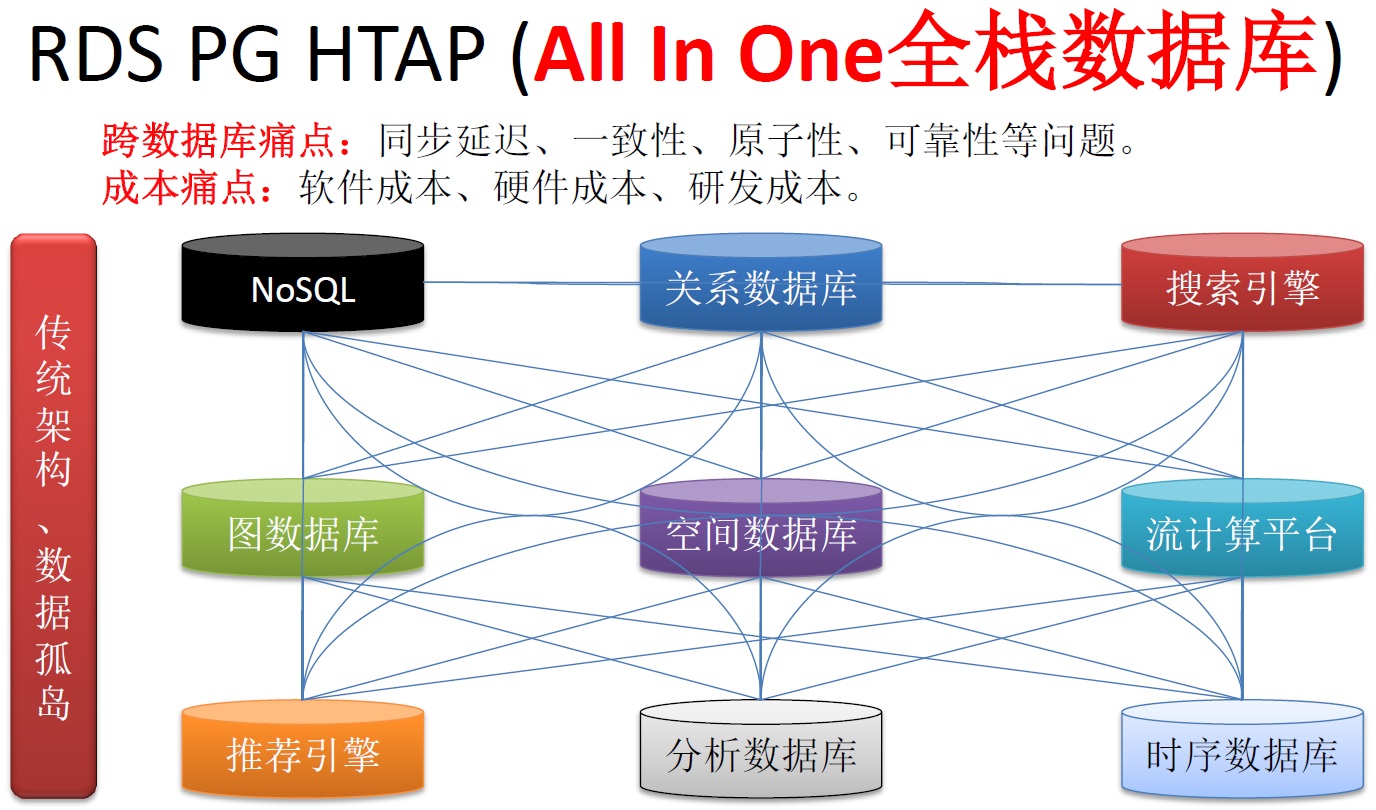 RDS PG HTAP (All In One全栈数据库)
跨数据库痛点：同步延迟、一致性、原子性、可靠性等问题。
成本痛点：软件成本、硬件成本、研发成本。
传统架构、数据孤岛
NoSQL
关系数据库
搜索引擎
图数据库
空间数据库
流计算平台
推荐引擎
分析数据库
时序数据库